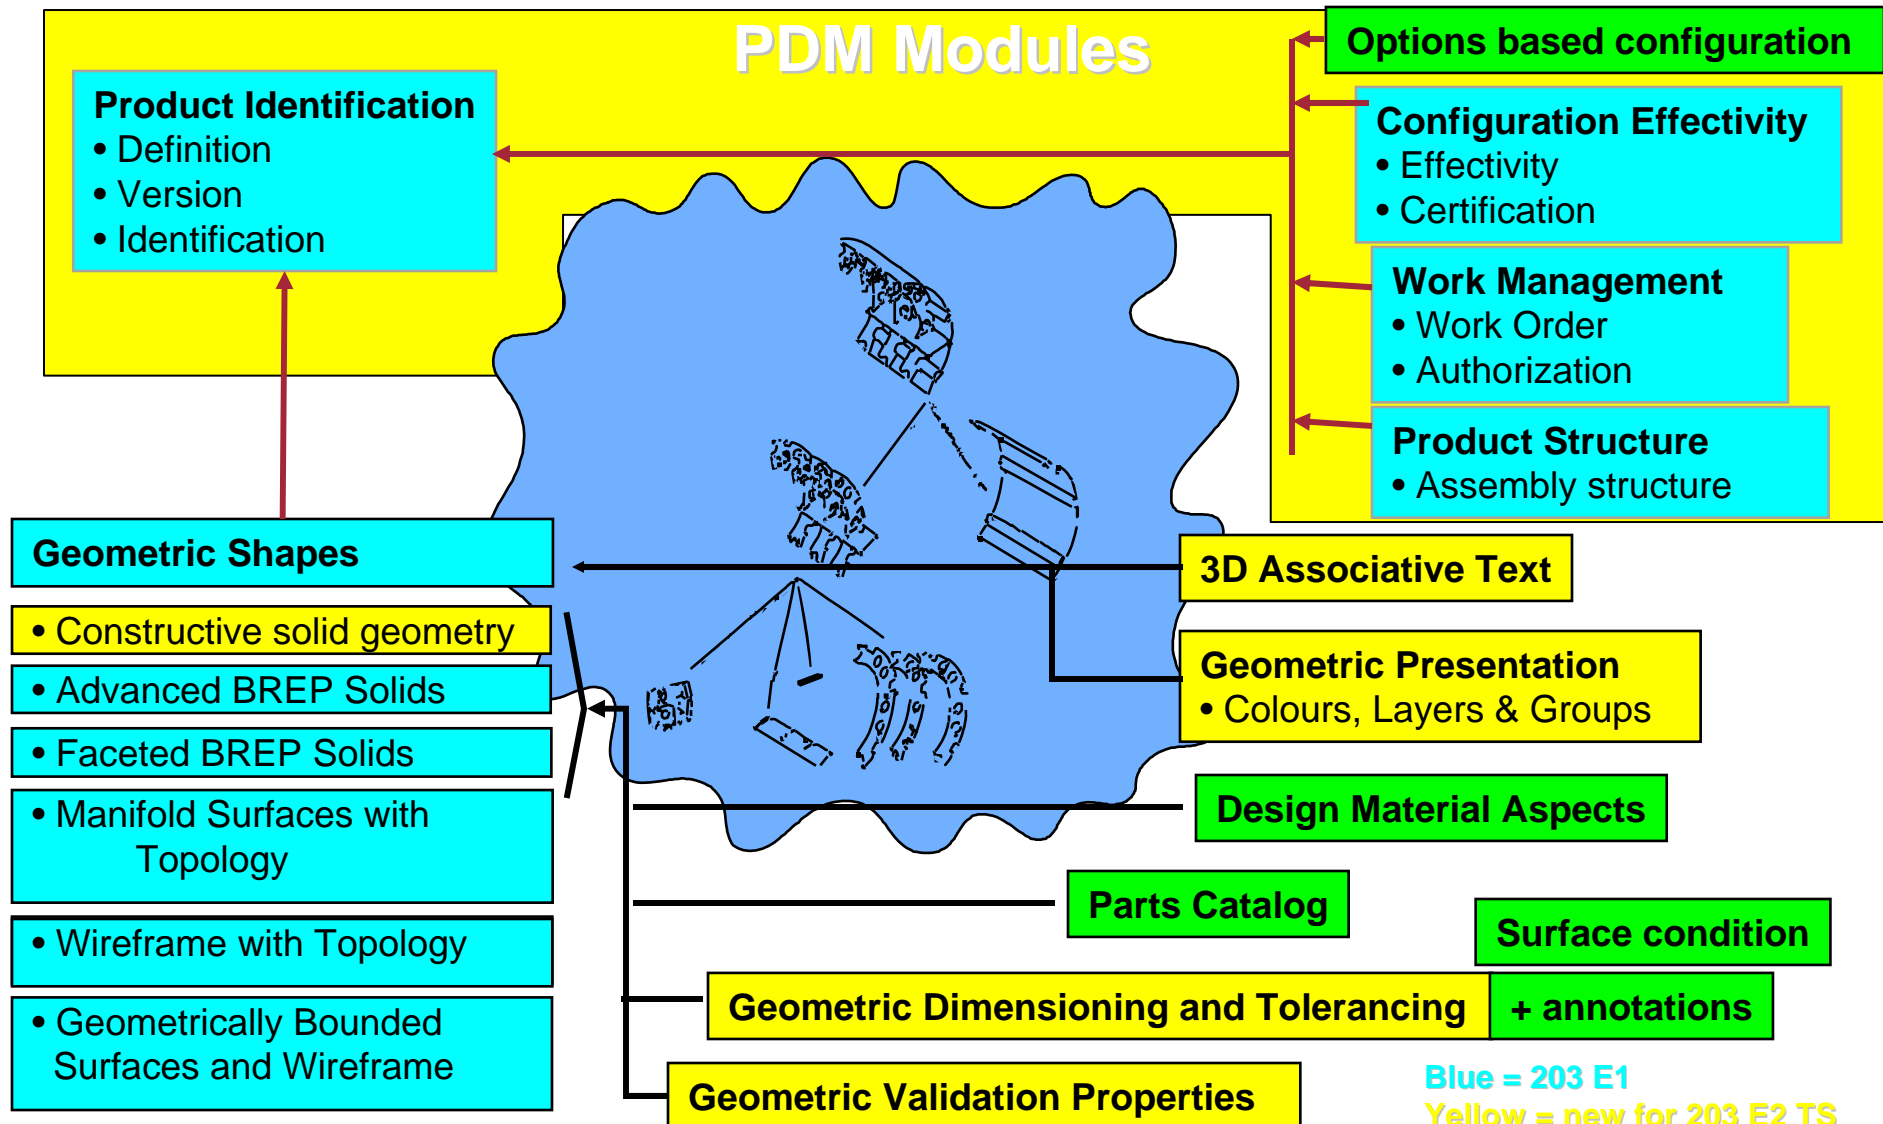 PDM Modules
Options based configuration
Product Identification
• Definition
• Version
• Identification
Configuration Effectivity
• Effectivity
• Certification
Work Management
• Work Order
• Authorization
Product Structure
• Assembly structure
Geometric Shapes
• Constructive solid geometry
• Advanced BREP Solids
• Faceted BREP Solids
• Manifold Surfaces with
Topology
• Wireframe with Topology
• Geometrically Bounded
Surfaces and Wireframe
3D Associative Text
Geometric Presentation
• Colours, Layers & Groups
Design Material Aspects
Parts Catalog
Surface condition
Geometric Dimensioning and Tolerancing
+ annotations
Geometric Validation Properties
Blue = 203 E1
Yellow = new for 203 E2 TS